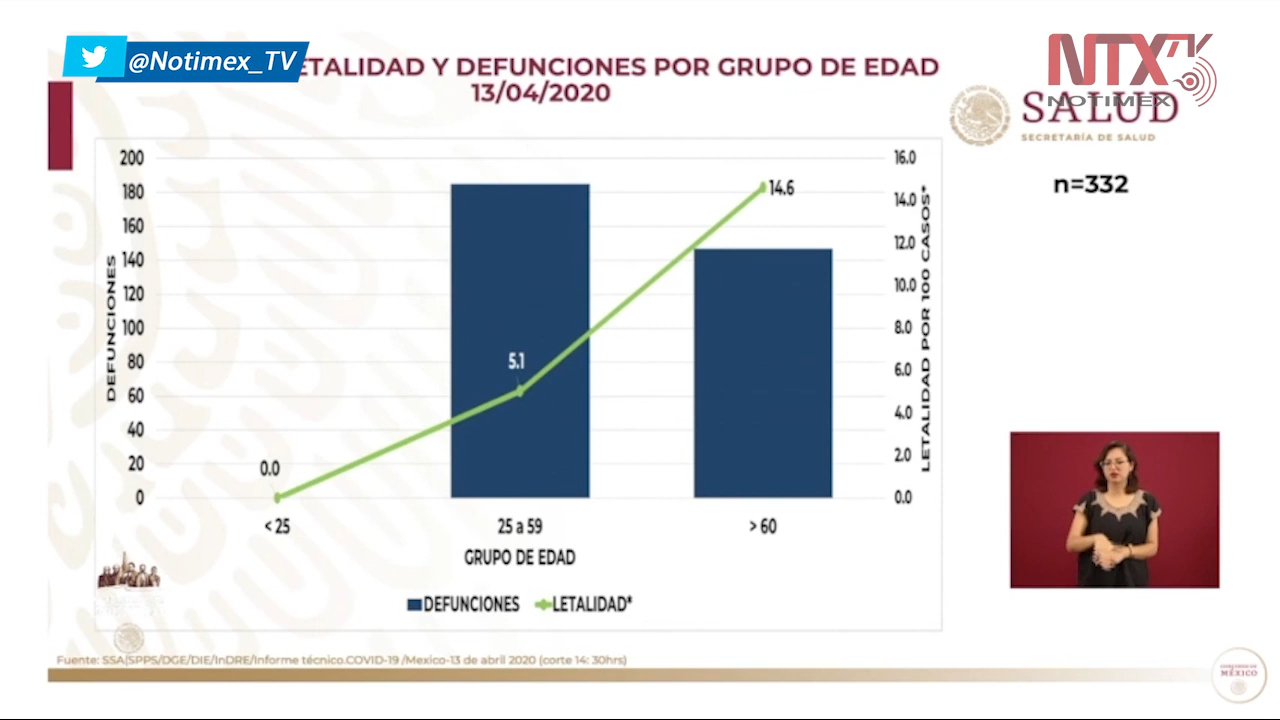 @Notimex_TV
ETALIDAD Y DEFUNCIONES POR GRUPO DE EDAD
13/04/2020
NTX
NOTIMEX
SALUD
SECRETARÍA DE SALUD
n=332
DEFUNCIONES
200
180
160
140
120
100
80
60
40
20
0
16.0
14.0
12.0
10.0
8.0
6.0
4.0
2.0
0.0
LETALIDAD POR 100 CASOS*
0.0
5.1
14.6
< 25
25 a 59
> 60
GRUPO DE EDAD
DEFUNCIONES
LETALIDAD*
Fuente: SSA(SPPS/DGE/DIE/InDRE/Informe técnico.COVID-19 /Mexico-13 de abril 2020 (corte 14: 30hrs)
MÉXICO